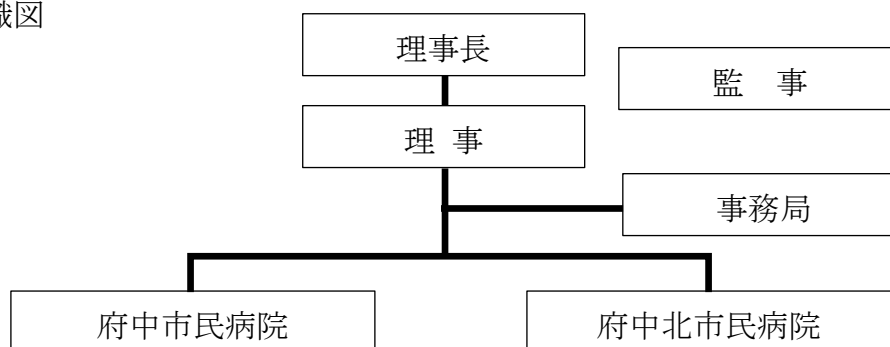 織図
理事長
監　事
理 事
事務局
府中市民病院
府中北市民病院